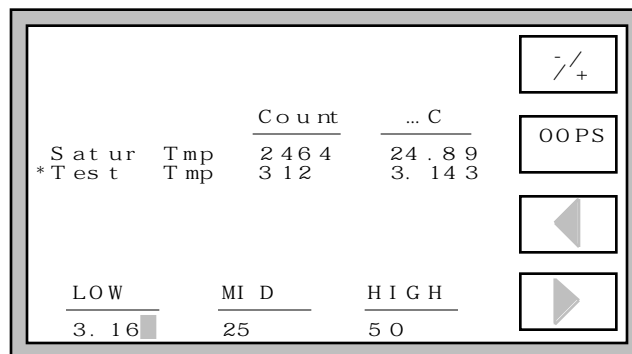 -/+
Count ... C
OOPS
Satur Tmp 2464 24.89
*Test Tmp 312 3.143
LOW MID HIGH
3.16 25 50